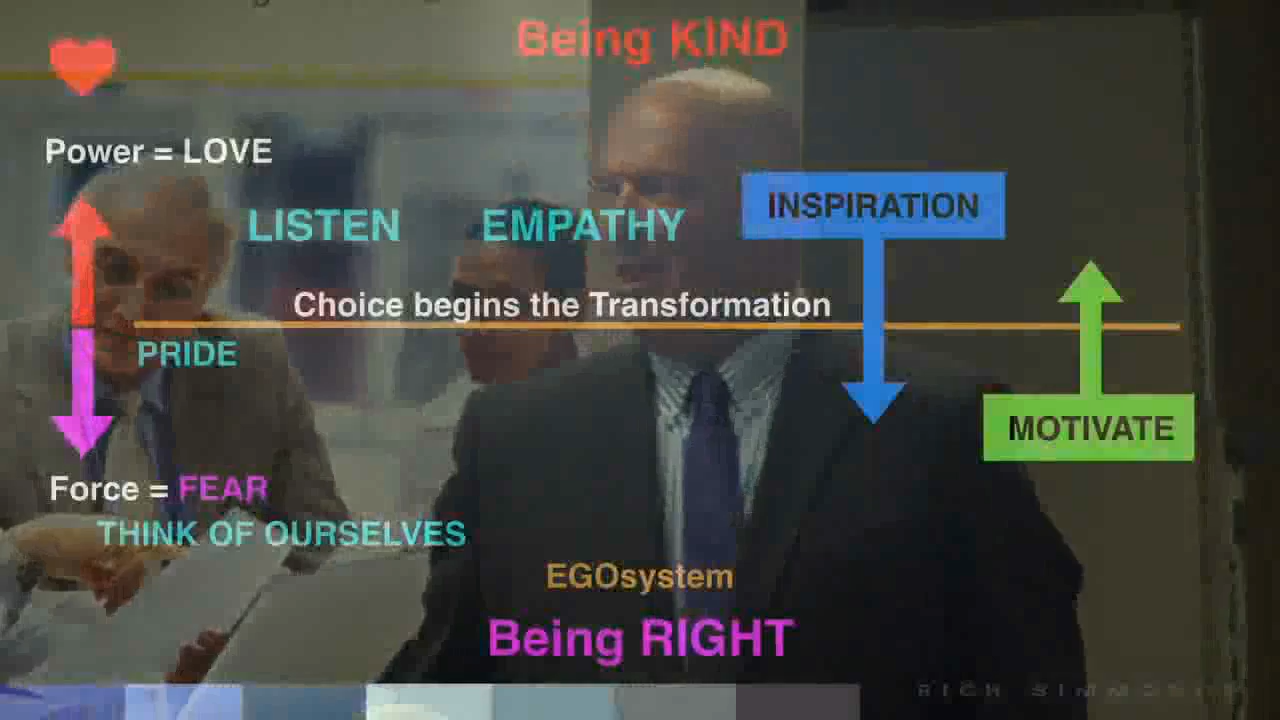 Being KIND
Power = LOVE
LISTEN
EMPATHY
INSPIRATION
Choice begins the Transformation
PRIDE
MOTIVATE
Force = FEAR
THINK OF OURSELVES
EGOsystem
Being RIGHT